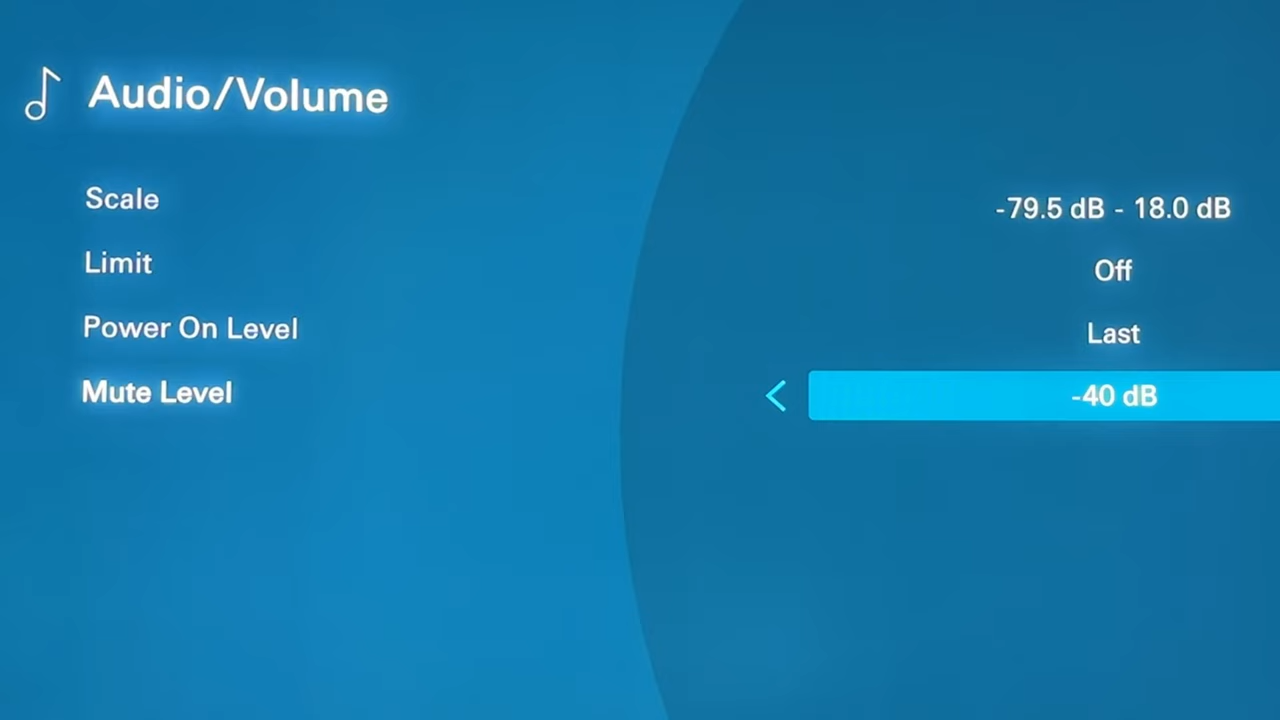 Audio/Volume
Scale -79.5 dB - 18.0 dB
Limit Off
Power On Level Last
Mute Level -40 dB